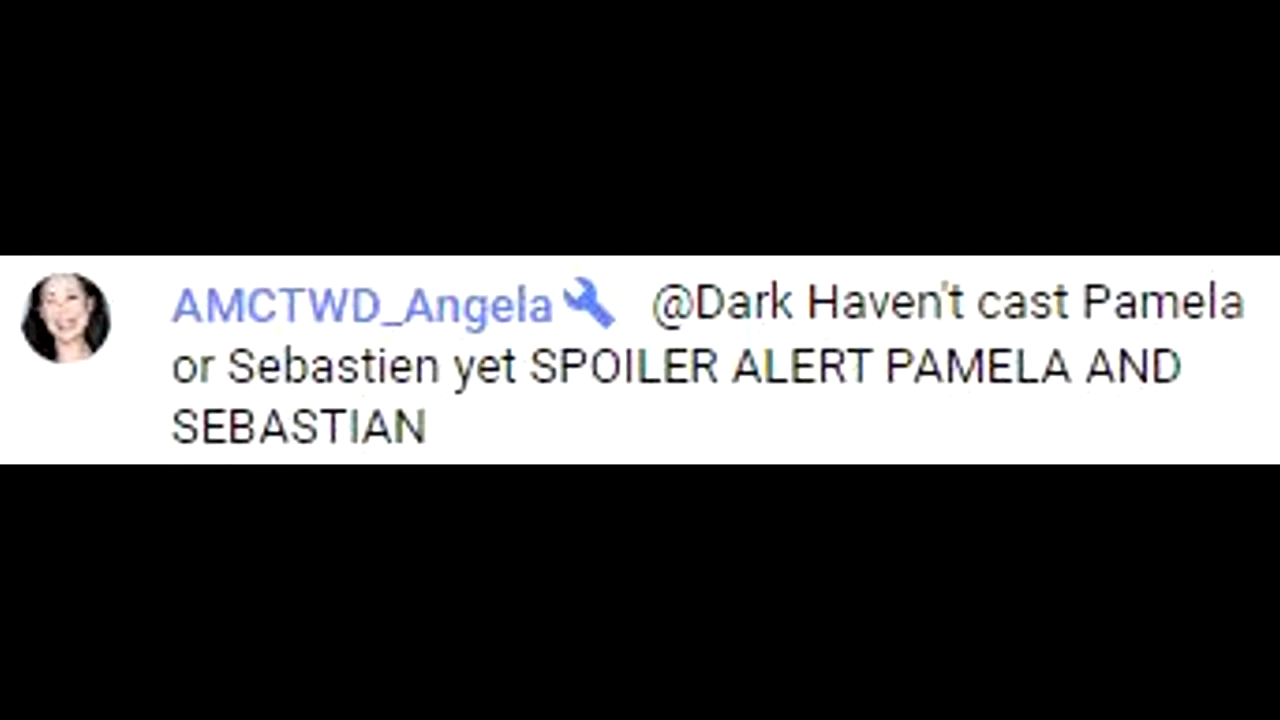 AMCTWD_Angela @Dark Haven't cast Pamela
or Sebastien yet SPOILER ALERT PAMELA AND
SEBASTIAN